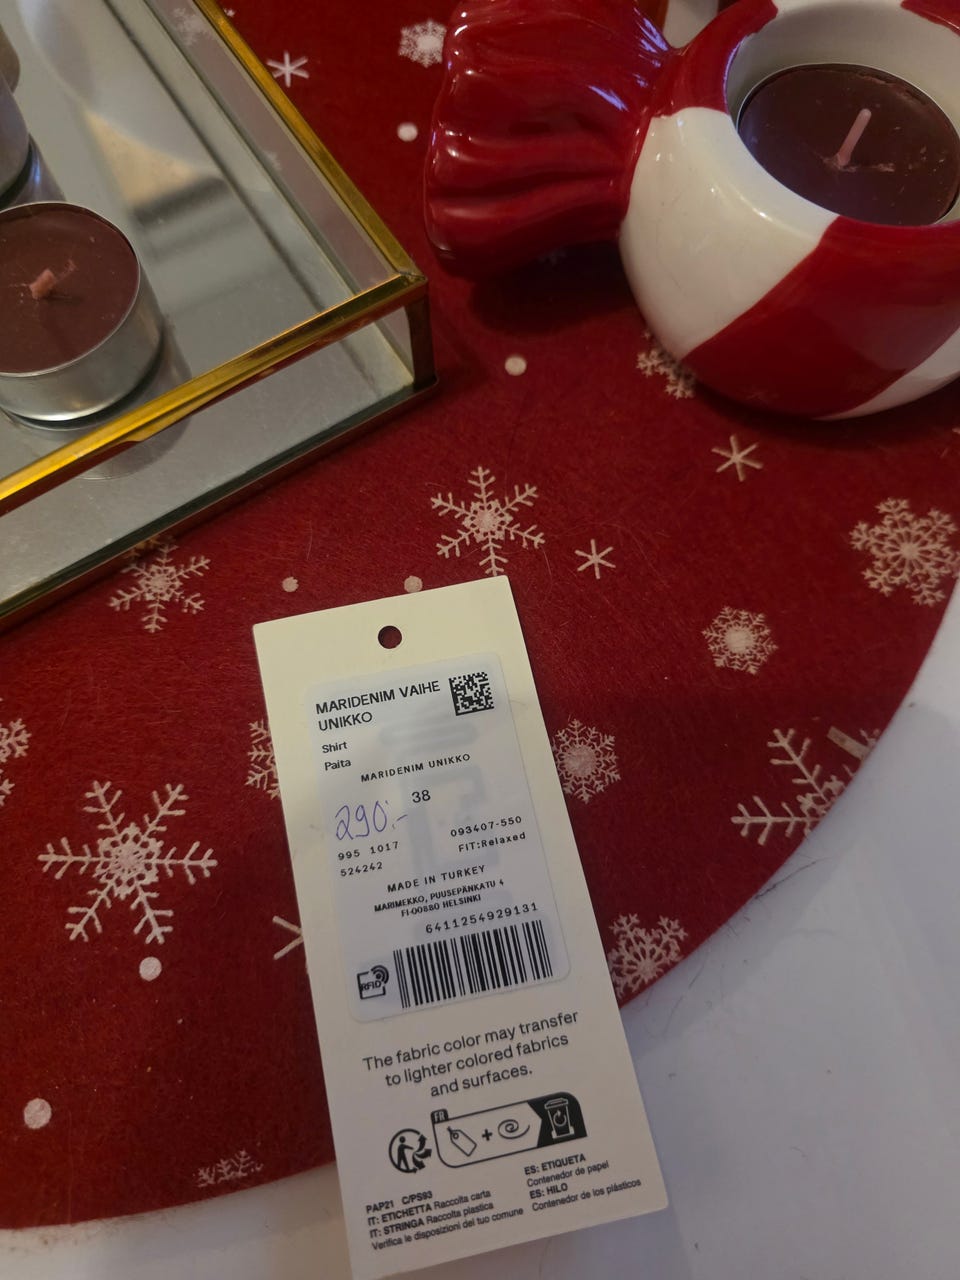 MARIDENIM VAIHE
UNIKKO
Shirt
Paita
MARIDENIM UNIKKO
38
290:-
995 1017
524242
093407-550
FIT:Relaxed
MADE IN TURKEY
MARIMEKKO, PUUSEPÄNKATU 4
FI-00880 HELSINKI
6411254929131
RFID
The fabric color may transfer
to lighter colored fabrics
and surfaces.
FR
PAP21 C/PS93
IT: ETICHETTA Raccolta carta
IT: STRINGA Raccolta plastica
Verifica le disposizioni del tuo comune
ES: ETIQUETA
Contenedor de papel
ES: HILO
Contenedor de los plásticos